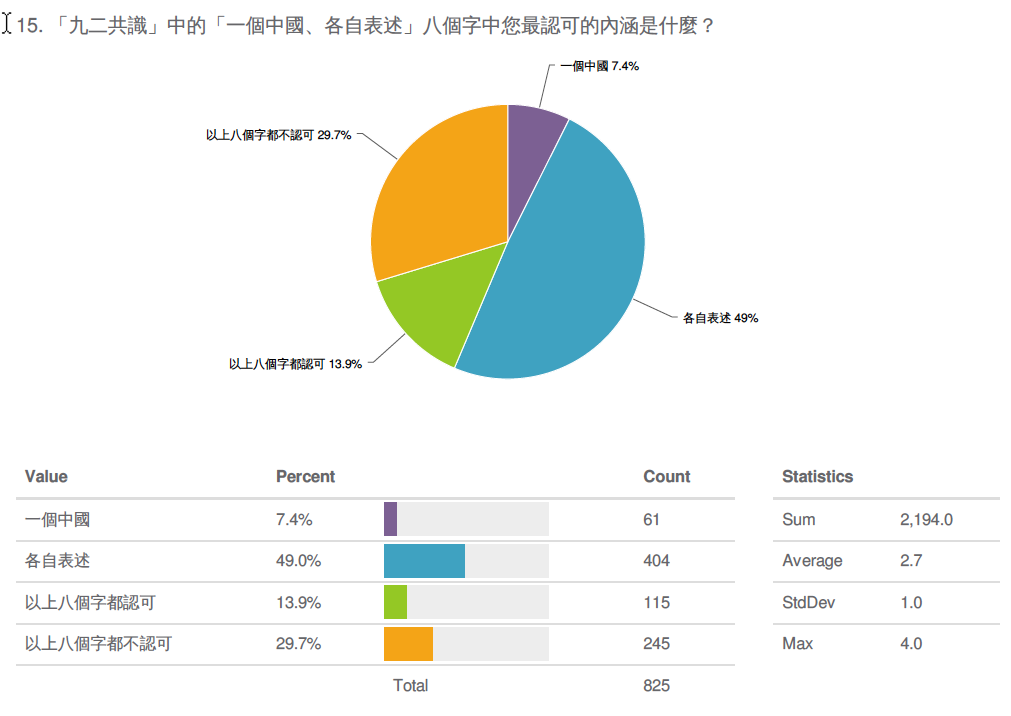 15. 「九二共識」中的「一個中國、各自表述」八個字中您最認可的內涵是什麼？
一個中國 7.4%
以上八個字都不認可 29.7%
各自表述 49%
以上八個字都認可 13.9%
Value Percent Count Statistics
一個中國 7.4% 61 Sum 2,194.0
各自表述 49.0% 404 Average 2.7
以上八個字都認可 13.9% 115 StdDev 1.0
以上八個字都不認可 29.7% 245 Max 4.0
Total 825